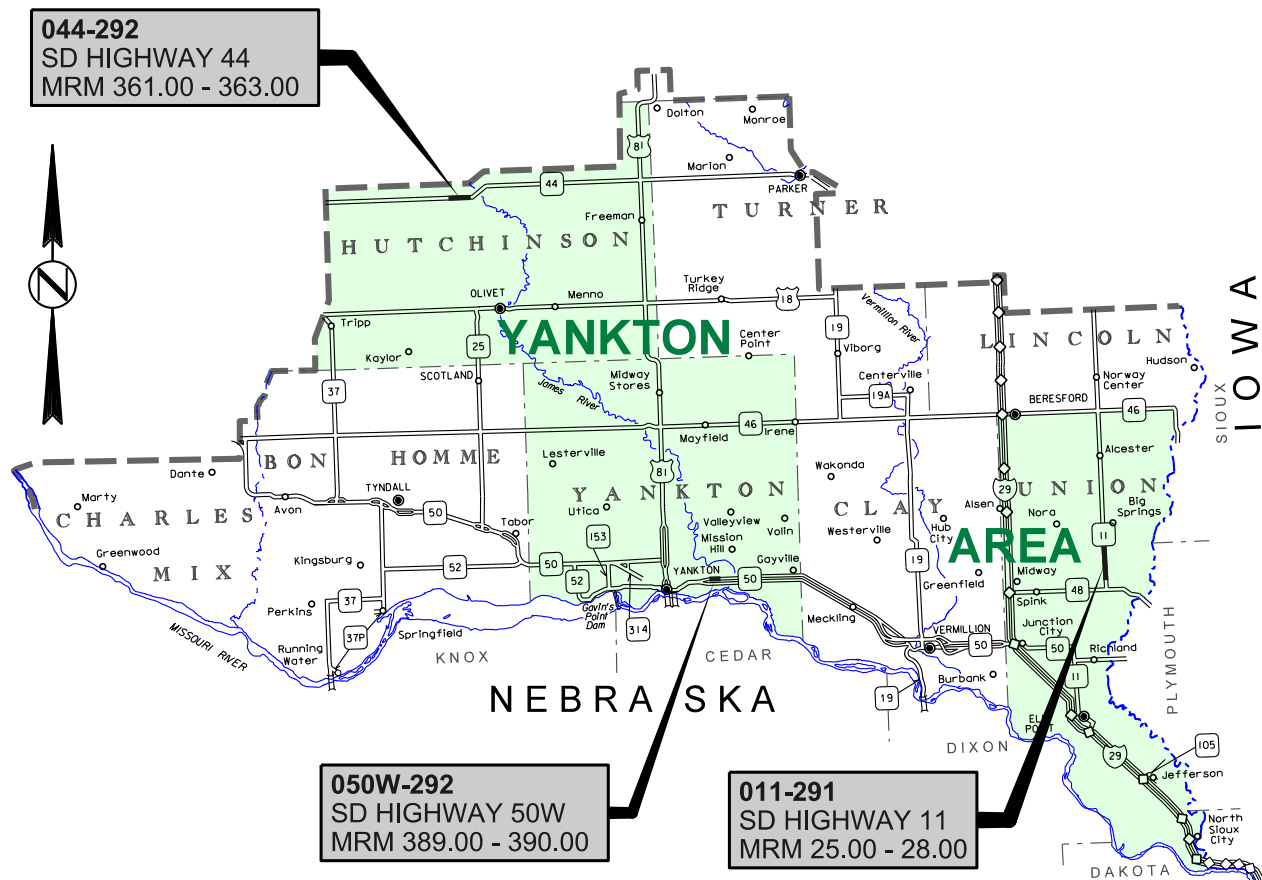 044-292
SD HIGHWAY 44
MRM 361.00 - 363.00
Dolton
Monroe
81
Marion
44
PARKER
TURNER
Freeman
HUTCHINSON
N
Turkey
Ridge
OLIVET
Menno
18
Vermillion River
IOWA
Tripp
YANKTON
Center
Point
19
LINCOLN
Kaylor
25
Viborg
Hudson
SCOTLAND
Midway
Stores
Centerville
Norway
Center
37
James
River
19A
BERESFORD
46
SIOUX
Mayfield
46
Irene
BON HOMME
Lesterville
81
Wakonda
Alcester
Dante
TYNDALL
YANKTON
29
UNION
Marty
Avon
50
Utica
Valleyview
Volin
CLAY
Alsen
Nora
Big
Springs
CHARLES
MIX
Tabor
153
Mission
Hill
Westerville
Hub
City
AREA
11
Greenwood
Kingsburg
52
50
52
YANKTON
50
Gayville
19
Greenfield
Midway
Spink
48
Perkins
37
Gavin's
Point
Dam
314
Meckling
VERMILLION
50
Junction
City
50
Richland
PLYMOUTH
MISSOURI RIVER
Running
Water
37P
Springfield
KNOX
CEDAR
19
Burbank
11
NEBRASKA
ELK
POINT
DIXON
29
105
Jefferson
050W-292
SD HIGHWAY 50W
MRM 389.00 - 390.00
011-291
SD HIGHWAY 11
MRM 25.00 - 28.00
North
Sioux
City
DAKOTA